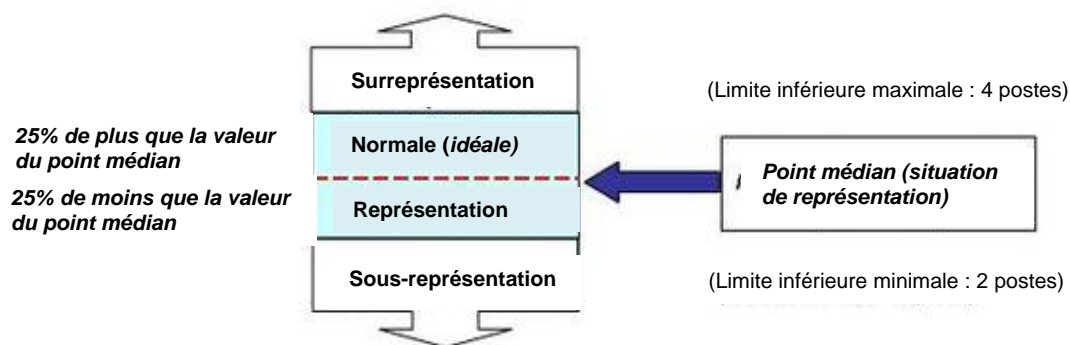 Surreprésentation
(Limite inférieure maximale : 4 postes)
25% de plus que la valeur
du point médian
Normale (idéale)
Point médian (situation
de représentation)
25% de moins que la valeur
du point médian
Représentation
Sous-représentation
(Limite inférieure minimale : 2 postes)